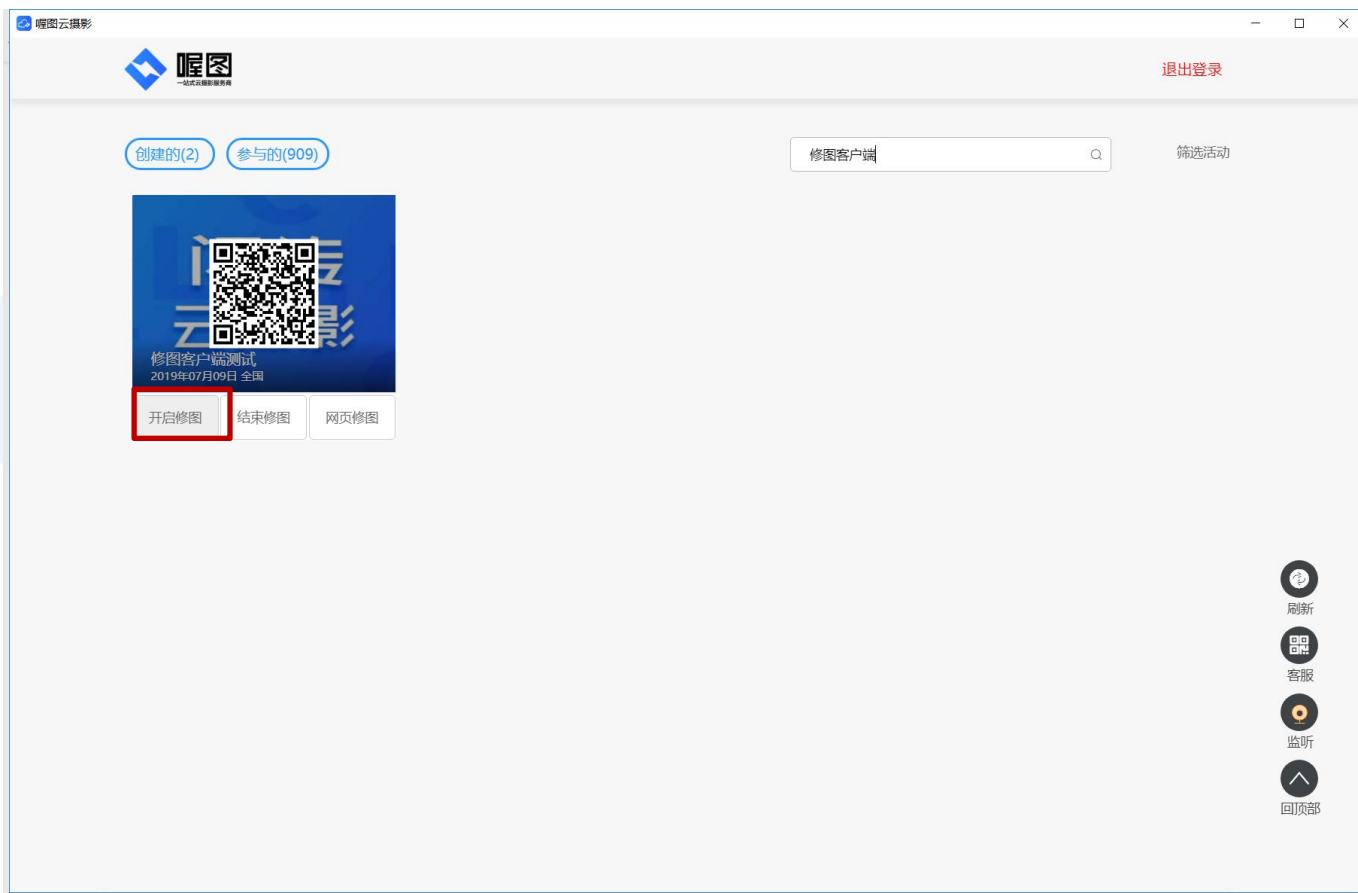 喔图云摄影
喔图
一站式云摄影服务商
退出登录
创建的(2) 参与的(909)
修图客户端
筛选活动
云 影
修图客户端测试
2019年07月09日 全国
开启修图 结束修图 网页修图
刷新
客服
监听
回顶部